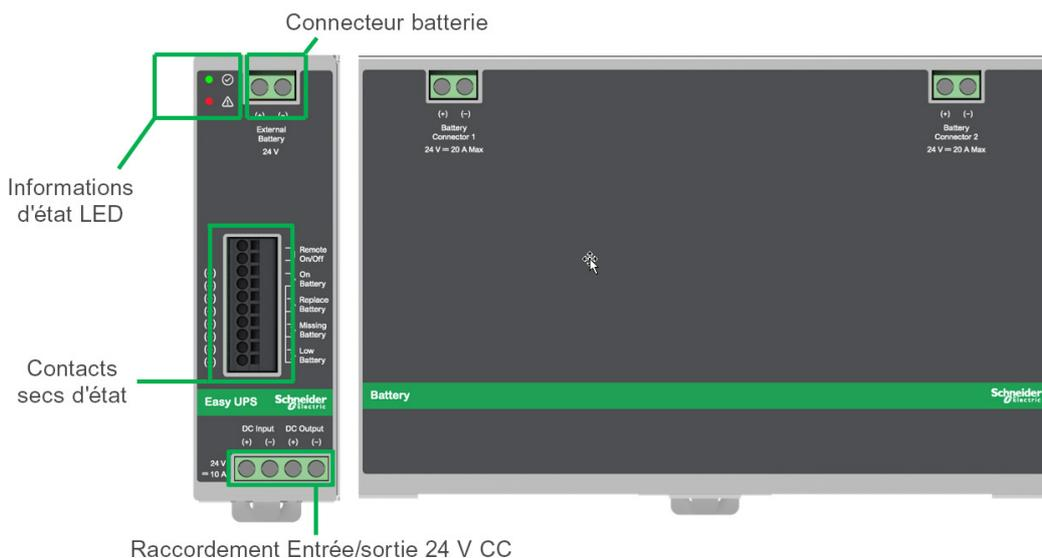 Connecteur batterie
(+) (-)
External
Battery
24 V
(+) (-)
Battery
Connector 1
24 V ⎓ 20 A Max
(+) (-)
Battery
Connector 2
24 V ⎓ 20 A Max
Informations
d'état LED
Remote
On/Off
On
Battery
Replace
Battery
Missing
Battery
Low
Battery
Contacts
secs d'état
Easy UPS
Schneider
Electric
Battery
Schneider
Electric
DC Input DC Output
(+) (-) (+) (-)
24 V
⎓ 10 A
Raccordement Entrée/sortie 24 V CC